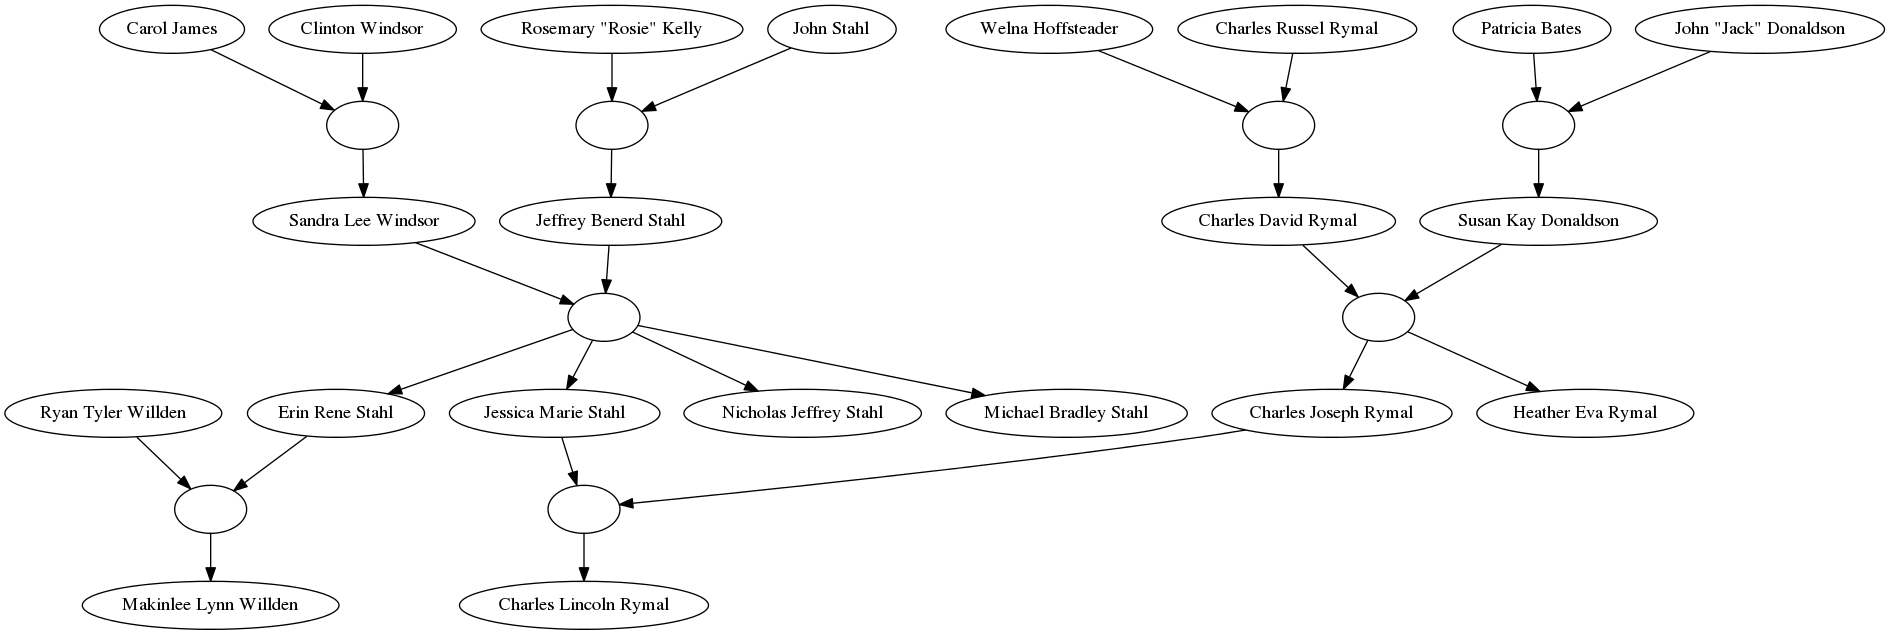 Carol James
Clinton Windsor
Rosemary "Rosie" Kelly
John Stahl
Welna Hoffsteader
Charles Russel Rymal
Patricia Bates
John "Jack" Donaldson
Sandra Lee Windsor
Jeffrey Benerd Stahl
Charles David Rymal
Susan Kay Donaldson
Ryan Tyler Willden
Erin Rene Stahl
Jessica Marie Stahl
Nicholas Jeffrey Stahl
Michael Bradley Stahl
Charles Joseph Rymal
Heather Eva Rymal
Makinlee Lynn Willden
Charles Lincoln Rymal